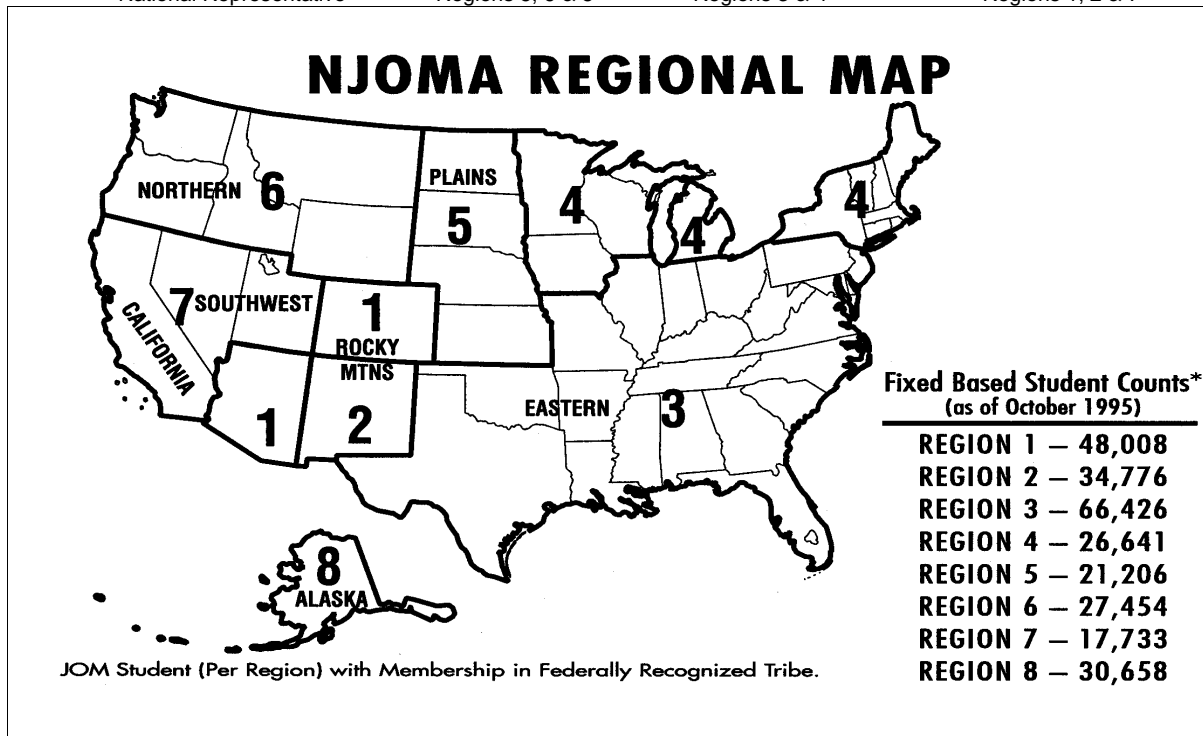 NJOMA REGIONAL MAP
NORTHERN
6
PLAINS
5
4
4
4
7
SOUTHWEST
CALIFORNIA
1
ROCKY
MTNS
1
2
EASTERN
3
8
ALASKA
Fixed Based Student Counts*
(as of October 1995)
REGION 1 – 48,008
REGION 2 – 34,776
REGION 3 – 66,426
REGION 4 – 26,641
REGION 5 – 21,206
REGION 6 – 27,454
REGION 7 – 17,733
REGION 8 – 30,658
JOM Student (Per Region) with Membership in Federally Recognized Tribe.